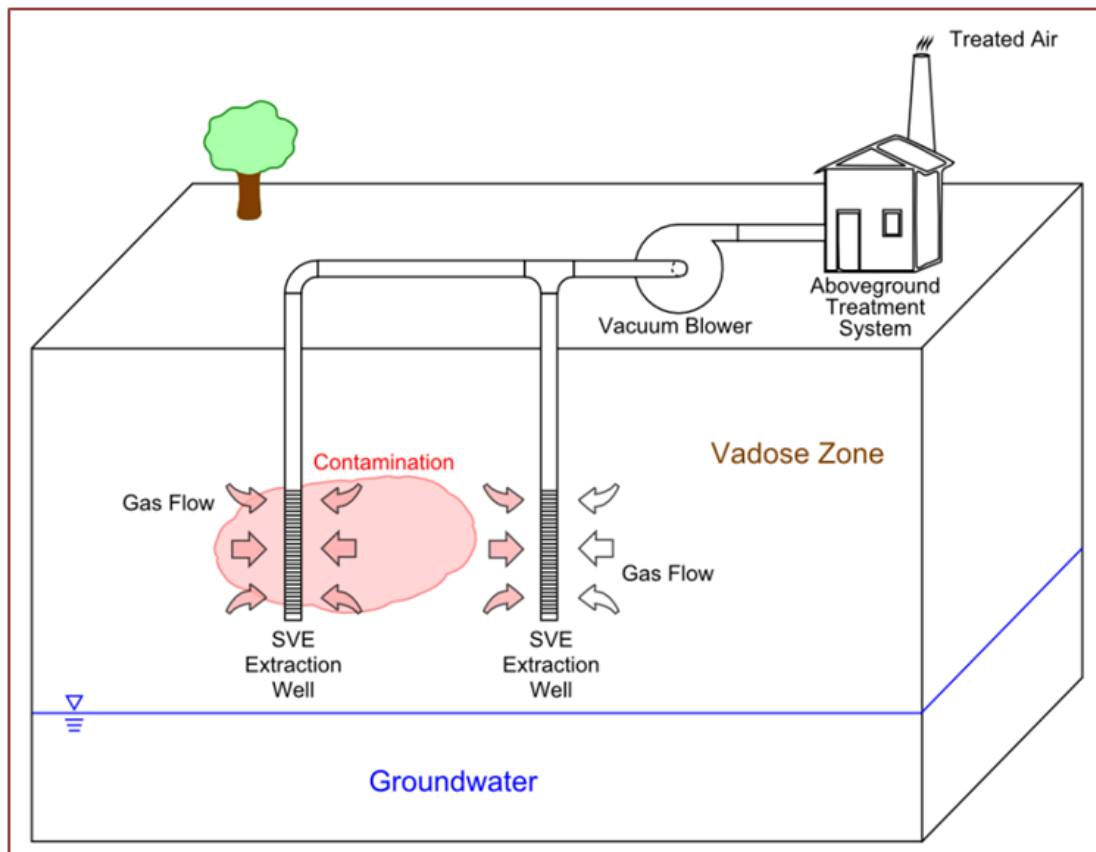 Treated Air
Aboveground
Treatment
System
Vacuum Blower
Vadose Zone
Contamination
Gas Flow
Gas Flow
SVE
Extraction
Well
SVE
Extraction
Well
Groundwater